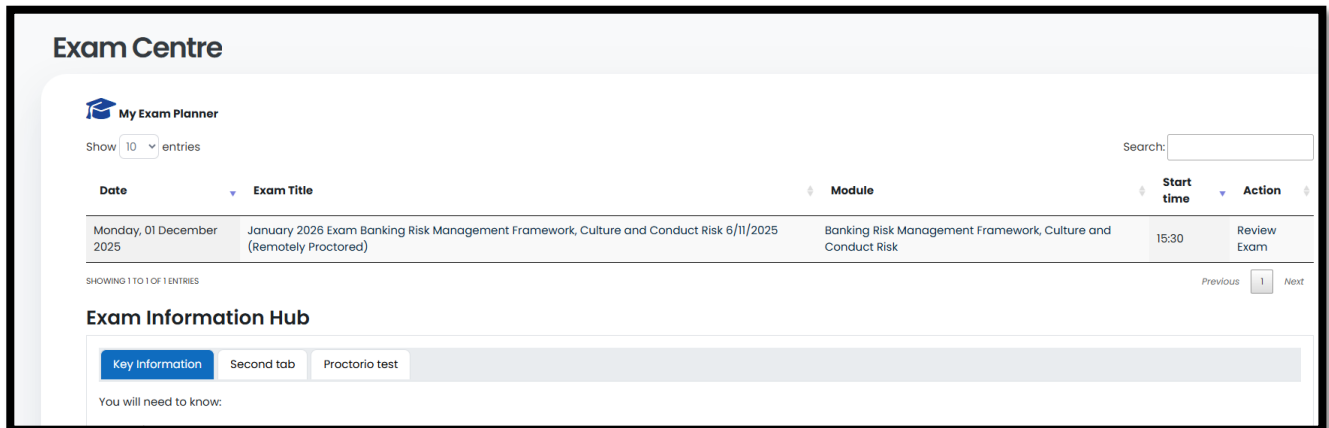 Exam Centre
My Exam Planner
Show 10 entries
Search:
Date Exam Title Module Start time Action
Monday, 01 December 2025
January 2026 Exam Banking Risk Management Framework, Culture and Conduct Risk 6/11/2025
(Remotely Proctored)
Banking Risk Management Framework, Culture and
Conduct Risk
15:30
Review
Exam
SHOWING 1 TO 1 OF 1 ENTRIES
Previous 1 Next
Exam Information Hub
Key Information Second tab Proctorio test
You will need to know: